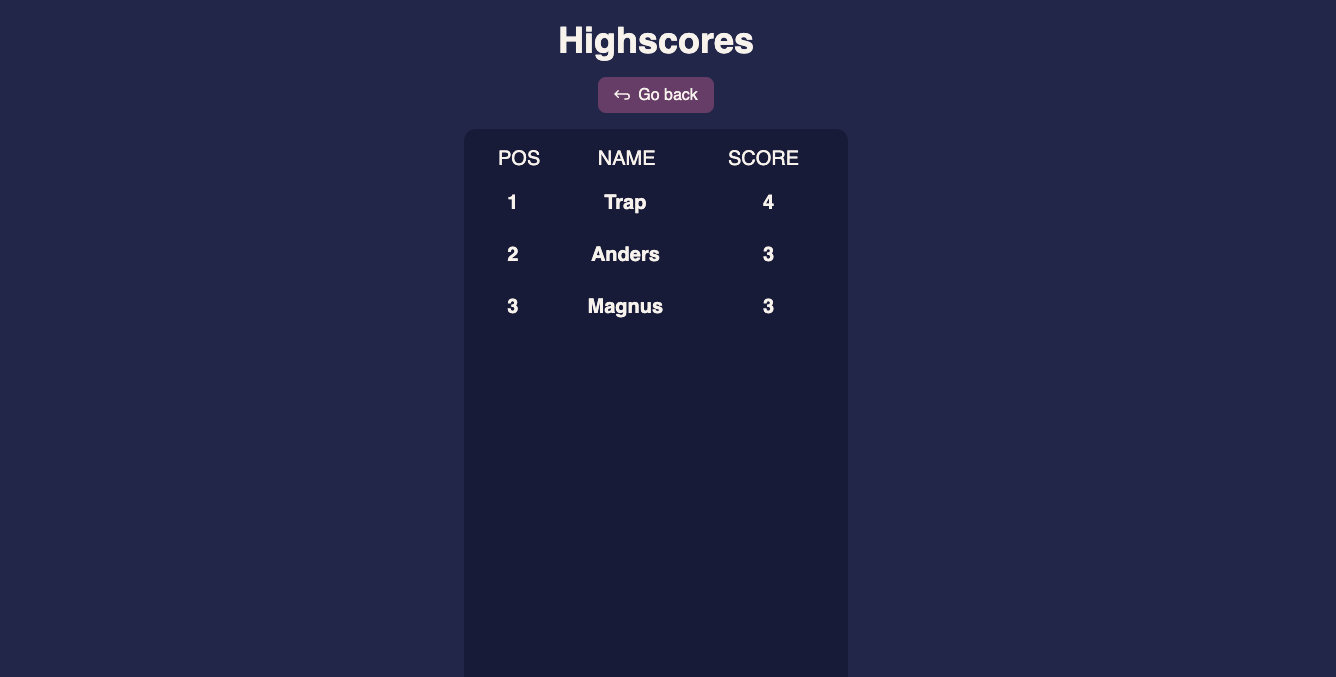 Highscores
Go back
POS NAME SCORE
1 Trap 4
2 Anders 3
3 Magnus 3